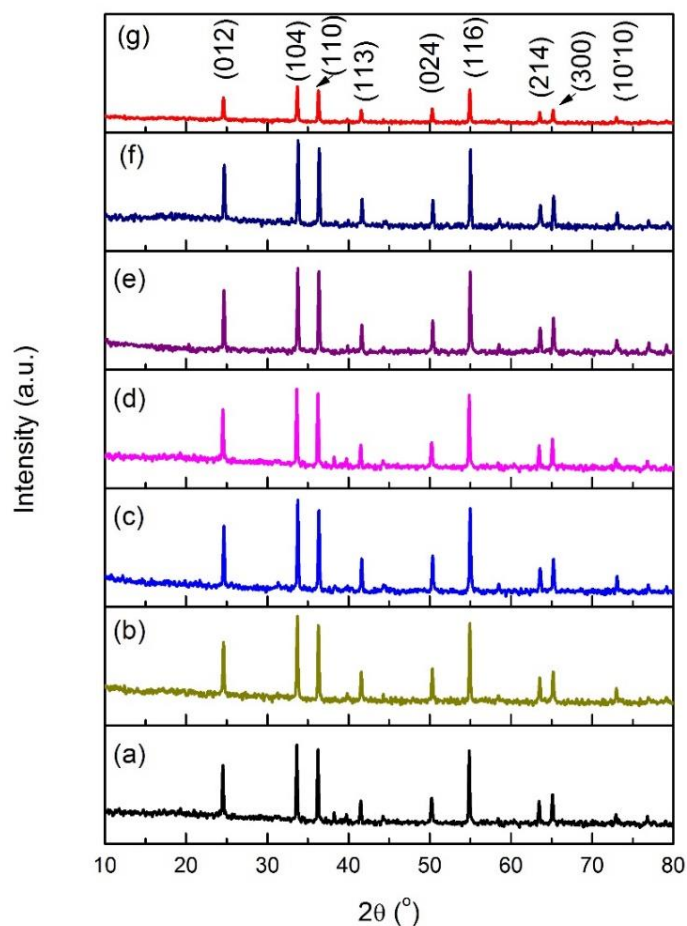 (g)
(012)
(104)
(110)
(113)
(024)
(116)
(214)
(300)
(10'10)
(f)
(e)
(d)
(c)
(b)
(a)
Intensity (a.u.)
10 20 30 40 50 60 70 80
2θ (°)